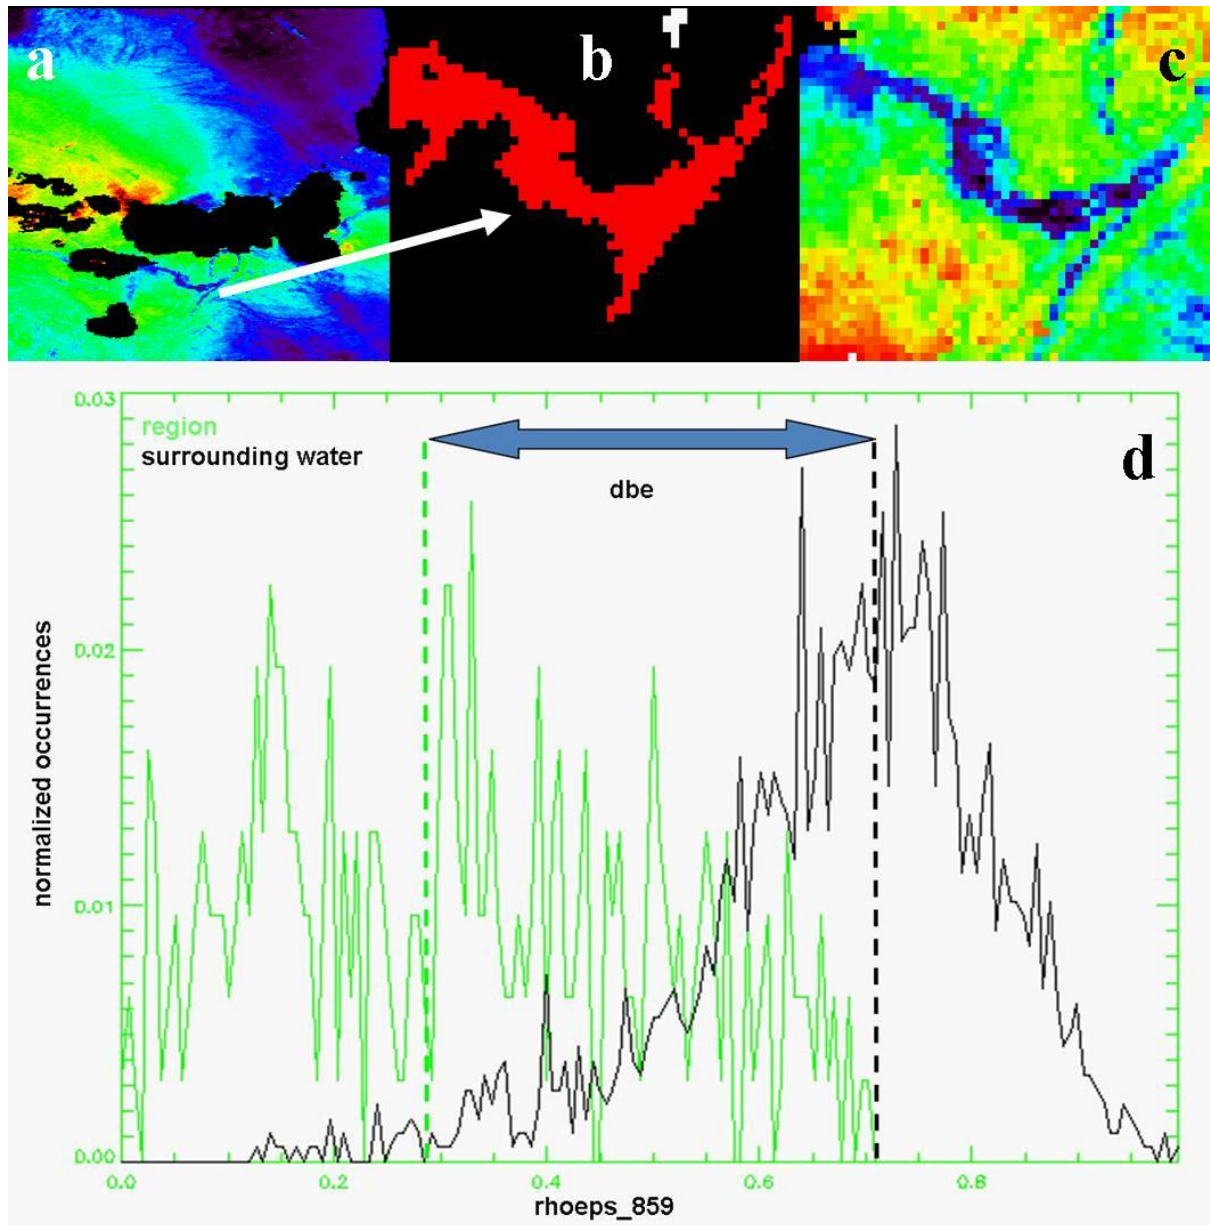 a
b
c
d
0.03
region
surrounding water
dbe
0.02
0.01
0.00
normalized occurrences
0.0 0.2 0.4 0.6 0.8
rhoeps_859